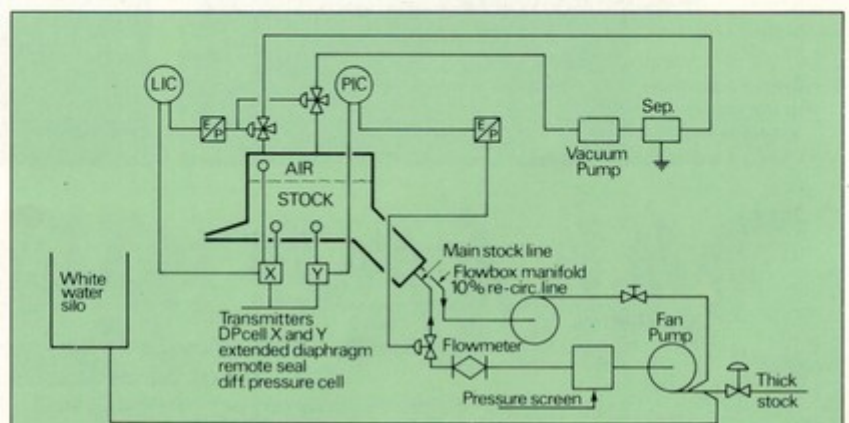 LIC
PIC
E/P
E/P
Sep.
Vacuum
Pump
AIR
STOCK
X
Y
Main stock line
Flowbox manifold
10% re-circ. line
White
water
silo
Transmitters
DPcell X and Y
extended diaphragm
remote seal
diff. pressure cell
Flowmeter
Fan
Pump
Pressure screen
Thick
stock